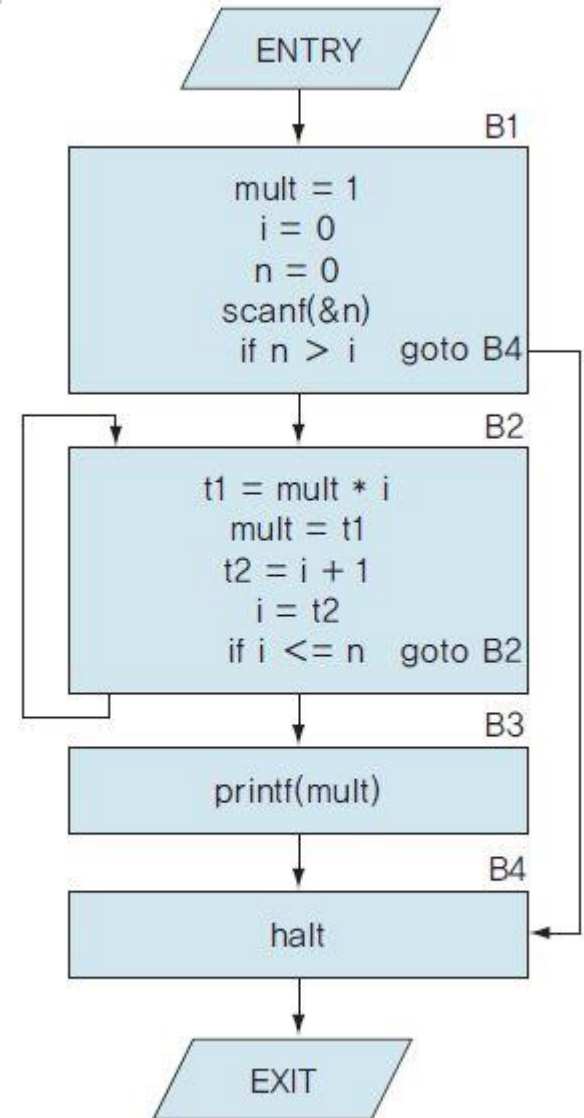 ENTRY
B1
mult = 1
i = 0
n = 0
scanf(&n)
if n > i goto B4
B2
t1 = mult * i
mult = t1
t2 = i + 1
i = t2
if i <= n goto B2
B3
printf(mult)
B4
halt
EXIT